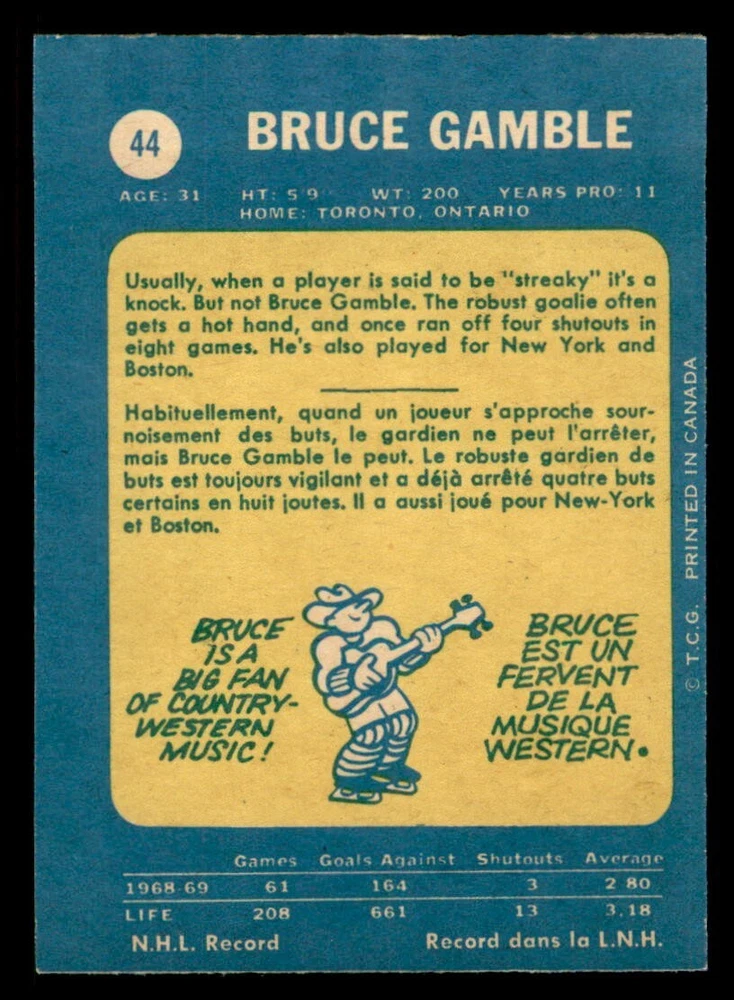 44
BRUCE GAMBLE
AGE: 31 HT: 5 9 WT: 200 YEARS PRO: 11
HOME: TORONTO, ONTARIO
Usually, when a player is said to be "streaky" it's a
knock. But not Bruce Gamble. The robust goalie often
gets a hot hand, and once ran off four shutouts in
eight games. He's also played for New York and
Boston.
Habituellement, quand un joueur s'approche sour-
noisement des buts, le gardien ne peut l'arrêter,
mais Bruce Gamble le peut. Le robuste gardien de
buts est toujours vigilant et a déjà arrêté quatre buts
certains en huit joutes. Il a aussi joué pour New-York
et Boston.
BRUCE
IS A
BIG FAN
OF COUNTRY-
WESTERN
MUSIC!
BRUCE
EST UN
FERVENT
DE LA
MUSIQUE
WESTERN.
Games Goals Against Shutouts Average
1968-69 61 164 3 2.80
LIFE 208 661 13 3.18
N.H.L. Record Record dans la L.N.H.
© T.C.G. PRINTED IN CANADA